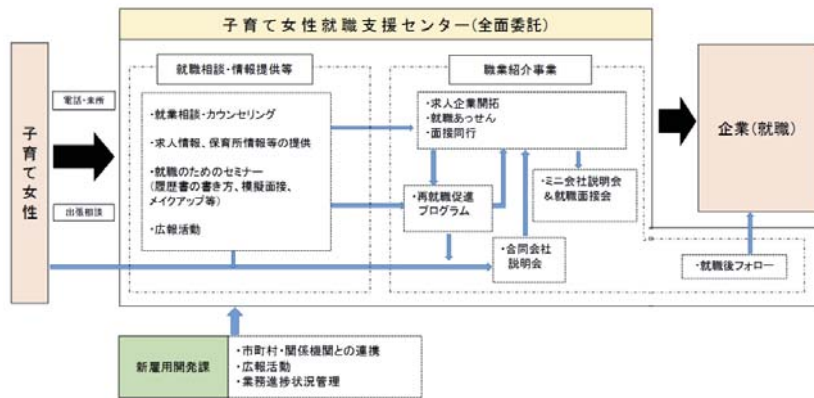 子育て女性就職支援センター(全面委託)
子育て女性
電話・来所
出張相談
就職相談・情報提供等
・就業相談・カウンセリング
・求人情報、保育所情報等の提供
・就職のためのセミナー
(履歴書の書き方、模擬面接、
メイクアップ等)
・広報活動
職業紹介事業
・求人企業開拓
・就職あっせん
・面接同行
・再就職促進
プログラム
・ミニ会社説明会
&就職面接会
・合同会社
説明会
・就職後フォロー
企業(就職)
新雇用開発課
・市町村・関係機関との連携
・広報活動
・業務進捗状況管理